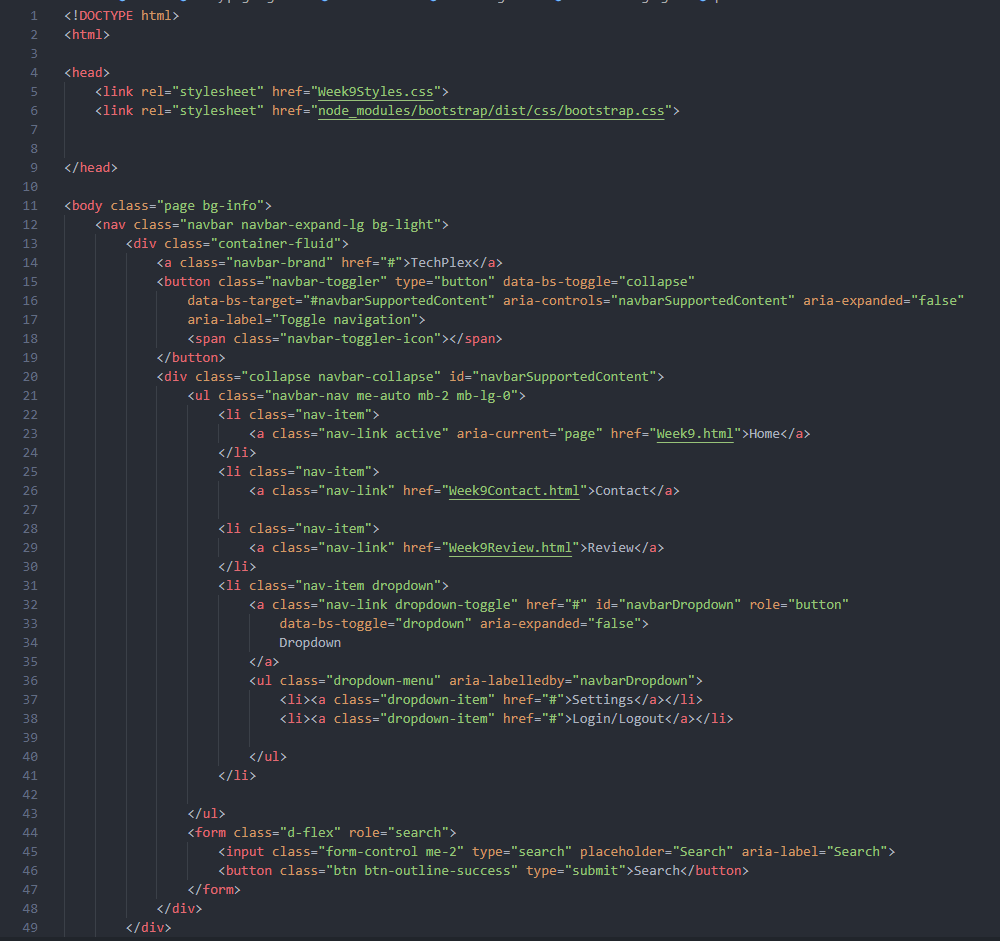 1 <!DOCTYPE html>
2 <html>
3
4 <head>
5     <link rel="stylesheet" href="Week9Styles.css">
6     <link rel="stylesheet" href="node_modules/bootstrap/dist/css/bootstrap.css">
7
8
9 </head>
10
11 <body class="page bg-info">
12     <nav class="navbar navbar-expand-lg bg-light">
13         <div class="container-fluid">
14             <a class="navbar-brand" href="#">TechPlex</a>
15             <button class="navbar-toggler" type="button" data-bs-toggle="collapse"
16                 data-bs-target="#navbarSupportedContent" aria-controls="navbarSupportedContent" aria-expanded="false"
17                 aria-label="Toggle navigation">
18                 <span class="navbar-toggler-icon"></span>
19             </button>
20             <div class="collapse navbar-collapse" id="navbarSupportedContent">
21                 <ul class="navbar-nav me-auto mb-2 mb-lg-0">
22                     <li class="nav-item">
23                         <a class="nav-link active" aria-current="page" href="Week9.html">Home</a>
24                     </li>
25                     <li class="nav-item">
26                         <a class="nav-link" href="Week9Contact.html">Contact</a>
27
28                     <li class="nav-item">
29                         <a class="nav-link" href="Week9Review.html">Review</a>
30                     </li>
31                     <li class="nav-item dropdown">
32                         <a class="nav-link dropdown-toggle" href="#" id="navbarDropdown" role="button"
33                             data-bs-toggle="dropdown" aria-expanded="false">
34                             Dropdown
35                         </a>
36                         <ul class="dropdown-menu" aria-labelledby="navbarDropdown">
37                             <li><a class="dropdown-item" href="#">Settings</a></li>
38                             <li><a class="dropdown-item" href="#">Login/Logout</a></li>
39
40                         </ul>
41                     </li>
42
43                 </ul>
44                 <form class="d-flex" role="search">
45                     <input class="form-control me-2" type="search" placeholder="Search" aria-label="Search">
46                     <button class="btn btn-outline-success" type="submit">Search</button>
47                 </form>
48             </div>
49         </div>